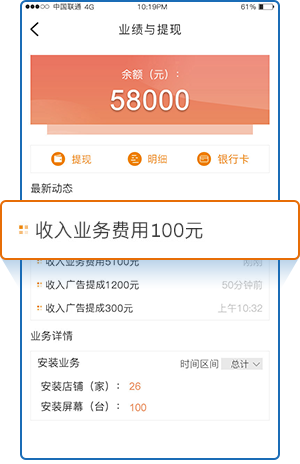 中国联通 4G 10:19PM 61%
业绩与提现
余额（元）：
58000
提现 明细 银行卡
最新动态
收入业务费用100元
收入业务费用5100元 刚刚
收入广告提成1200元 50分钟前
收入广告提成300元 上午10:32
业务详情
安装业务 时间区间 总计
安装店铺（家）： 26
安装屏幕（台）： 100